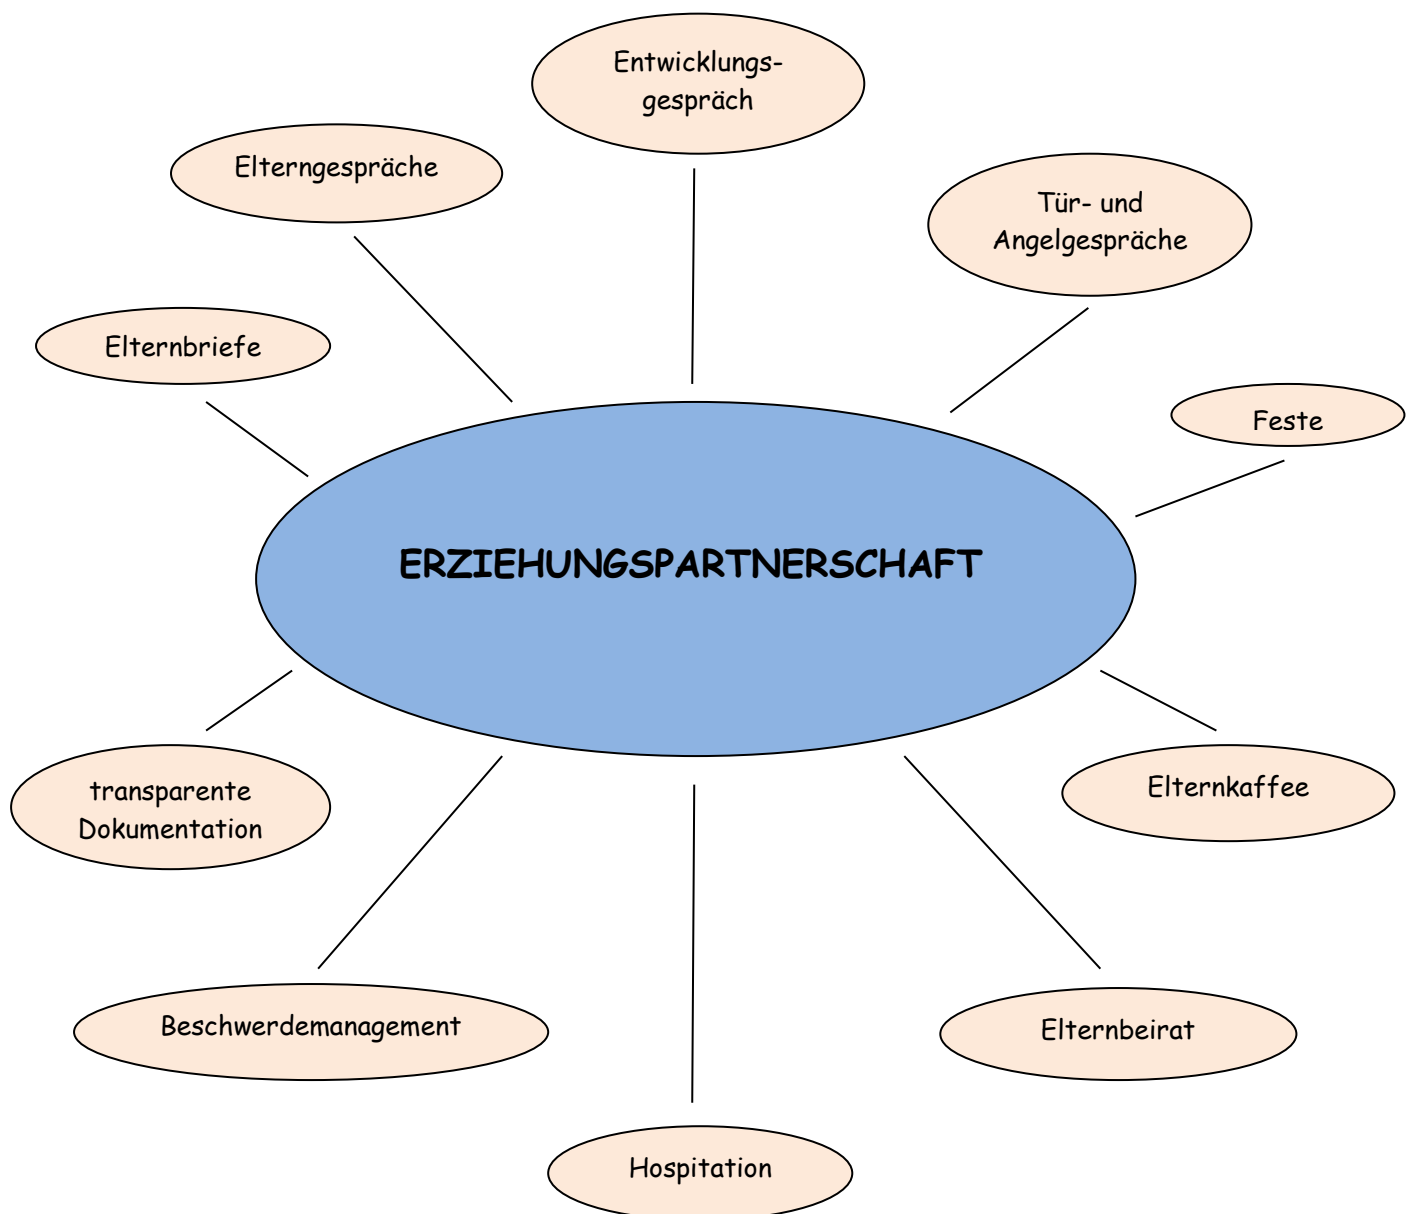 Entwicklungs-
gespräch
Elterngespräche
Tür- und
Angelgespräche
Elternbriefe
Feste
ERZIEHUNGSPARTNERSCHAFT
transparente
Dokumentation
Elternkaffee
Beschwerdemanagement
Elternbeirat
Hospitation